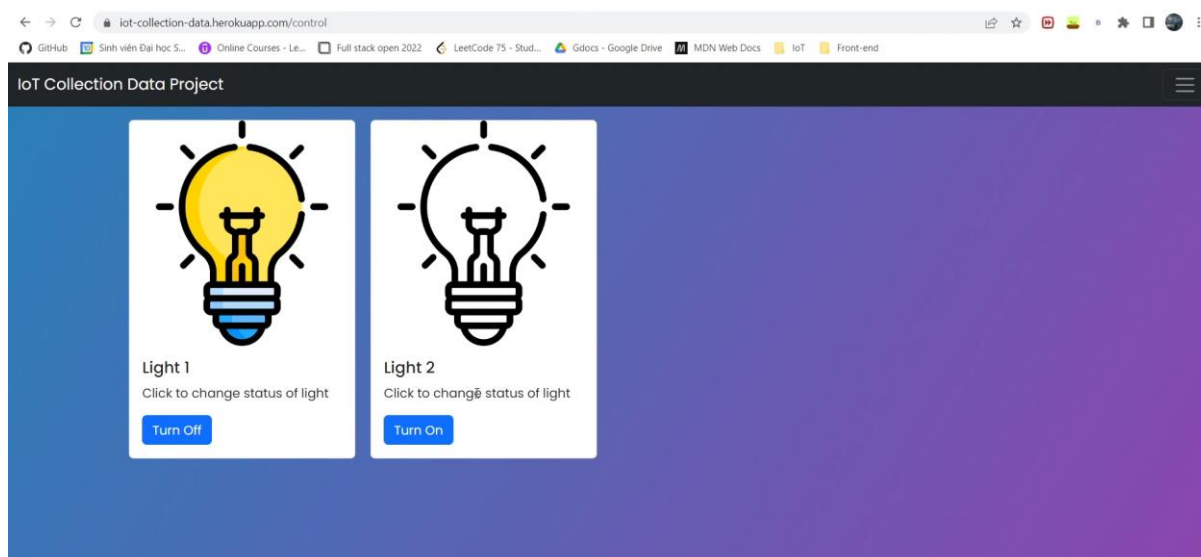 iot-collection-data.herokuapp.com/control
GitHub Sinh viên Đại học S... Online Courses - Le... Full stack open 2022 LeetCode 75 - Stud... Gdocs - Google Drive MDN Web Docs IoT Front-end
IoT Collection Data Project
Light 1
Click to change status of light
Turn Off
Light 2
Click to change status of light
Turn On